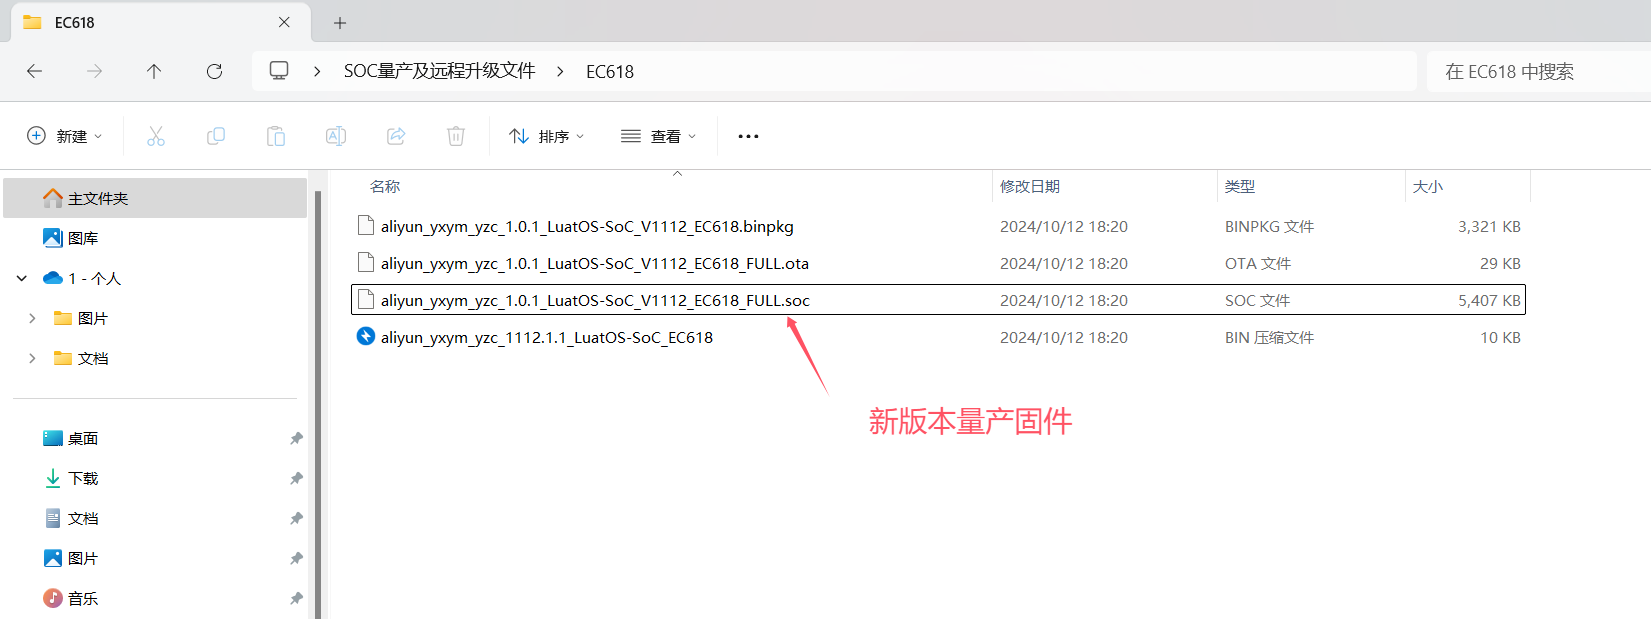 EC618
SOC量产及远程升级文件 EC618
在 EC618 中搜索
新建 排序 查看
主文件夹
图库
1 - 个人
图片
文档
桌面
下载
文档
图片
音乐
名称 修改日期 类型 大小
aliyun_yxym_yzc_1.0.1_LuatOS-SoC_V1112_EC618.binpkg 2024/10/12 18:20 BINPKG 文件 3,321 KB
aliyun_yxym_yzc_1.0.1_LuatOS-SoC_V1112_EC618_FULL.ota 2024/10/12 18:20 OTA 文件 29 KB
aliyun_yxym_yzc_1.0.1_LuatOS-SoC_V1112_EC618_FULL.soc 2024/10/12 18:20 SOC 文件 5,407 KB
aliyun_yxym_yzc_1112.1.1_LuatOS-SoC_EC618 2024/10/12 18:20 BIN 压缩文件 10 KB
新版本量产固件